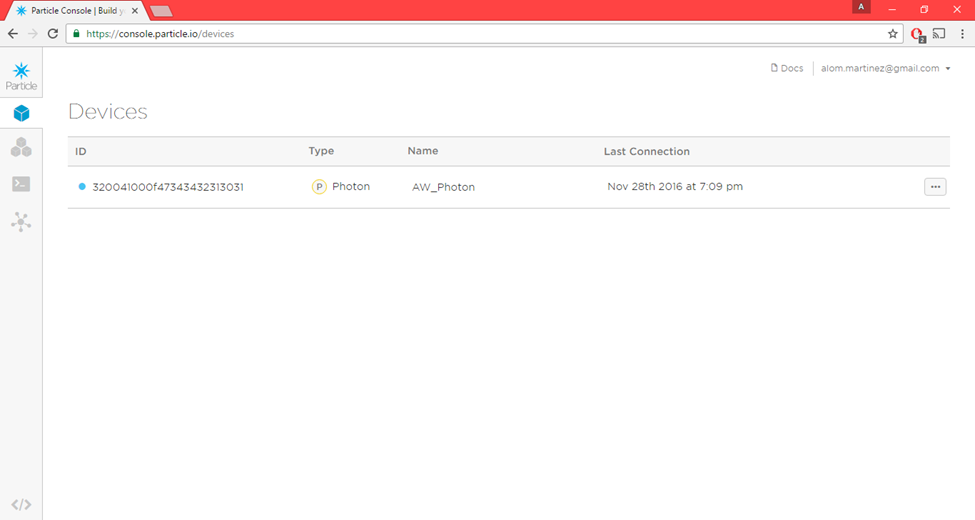 Particle Console | Build y
A
https://console.particle.io/devices
2
Particle
Docs
alom.martinez@gmail.com
Devices
ID Type Name Last Connection
320041000f47343432313031 P Photon AW_Photon Nov 28th 2016 at 7:09 pm